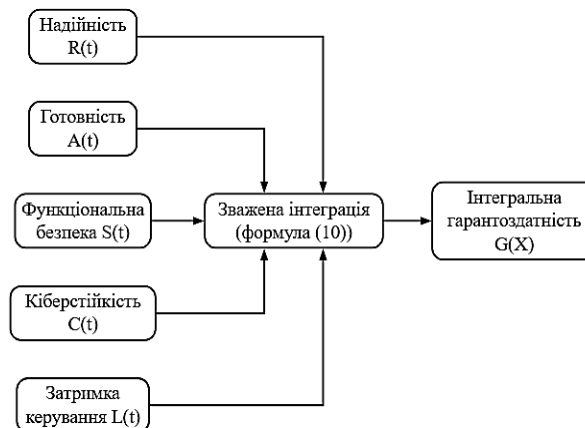 Надійність
R(t)
Готовність
A(t)
Функціональна
безпека S(t)
Зважена інтеграція
(формула (10))
Інтегральна
гарантоздатність
G(X)
Кіберстійкість
C(t)
Затримка
керування L(t)